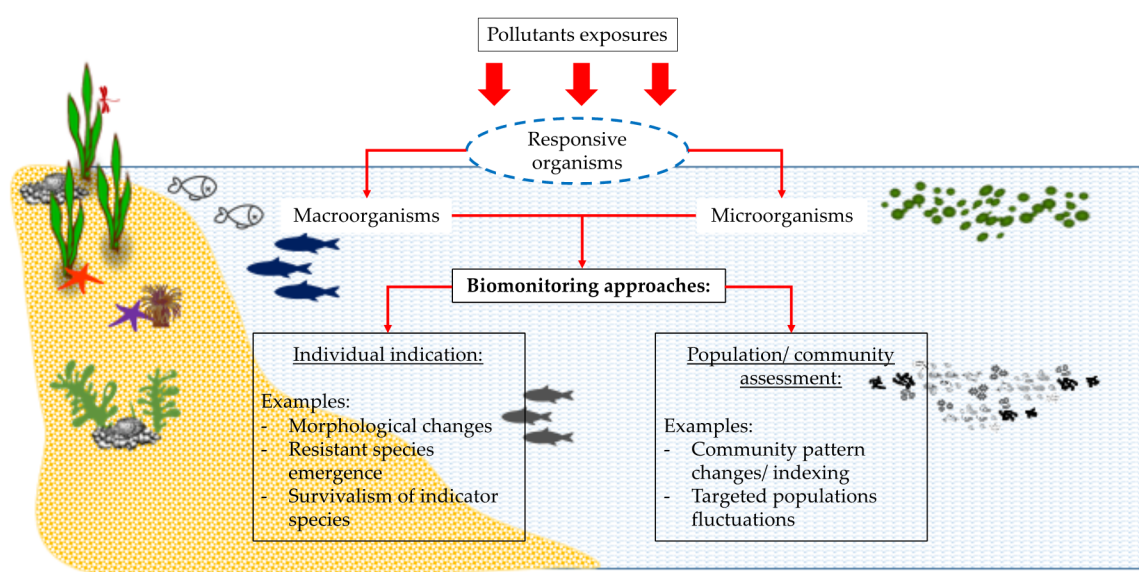 Pollutants exposures
Responsive
organisms
Macroorganisms
Microorganisms
Biomonitoring approaches:
Individual indication:
Examples:
- Morphological changes
- Resistant species
emergence
- Survivalism of indicator
species
Population/ community
assessment:
Examples:
- Community pattern
changes/ indexing
- Targeted populations
fluctuations